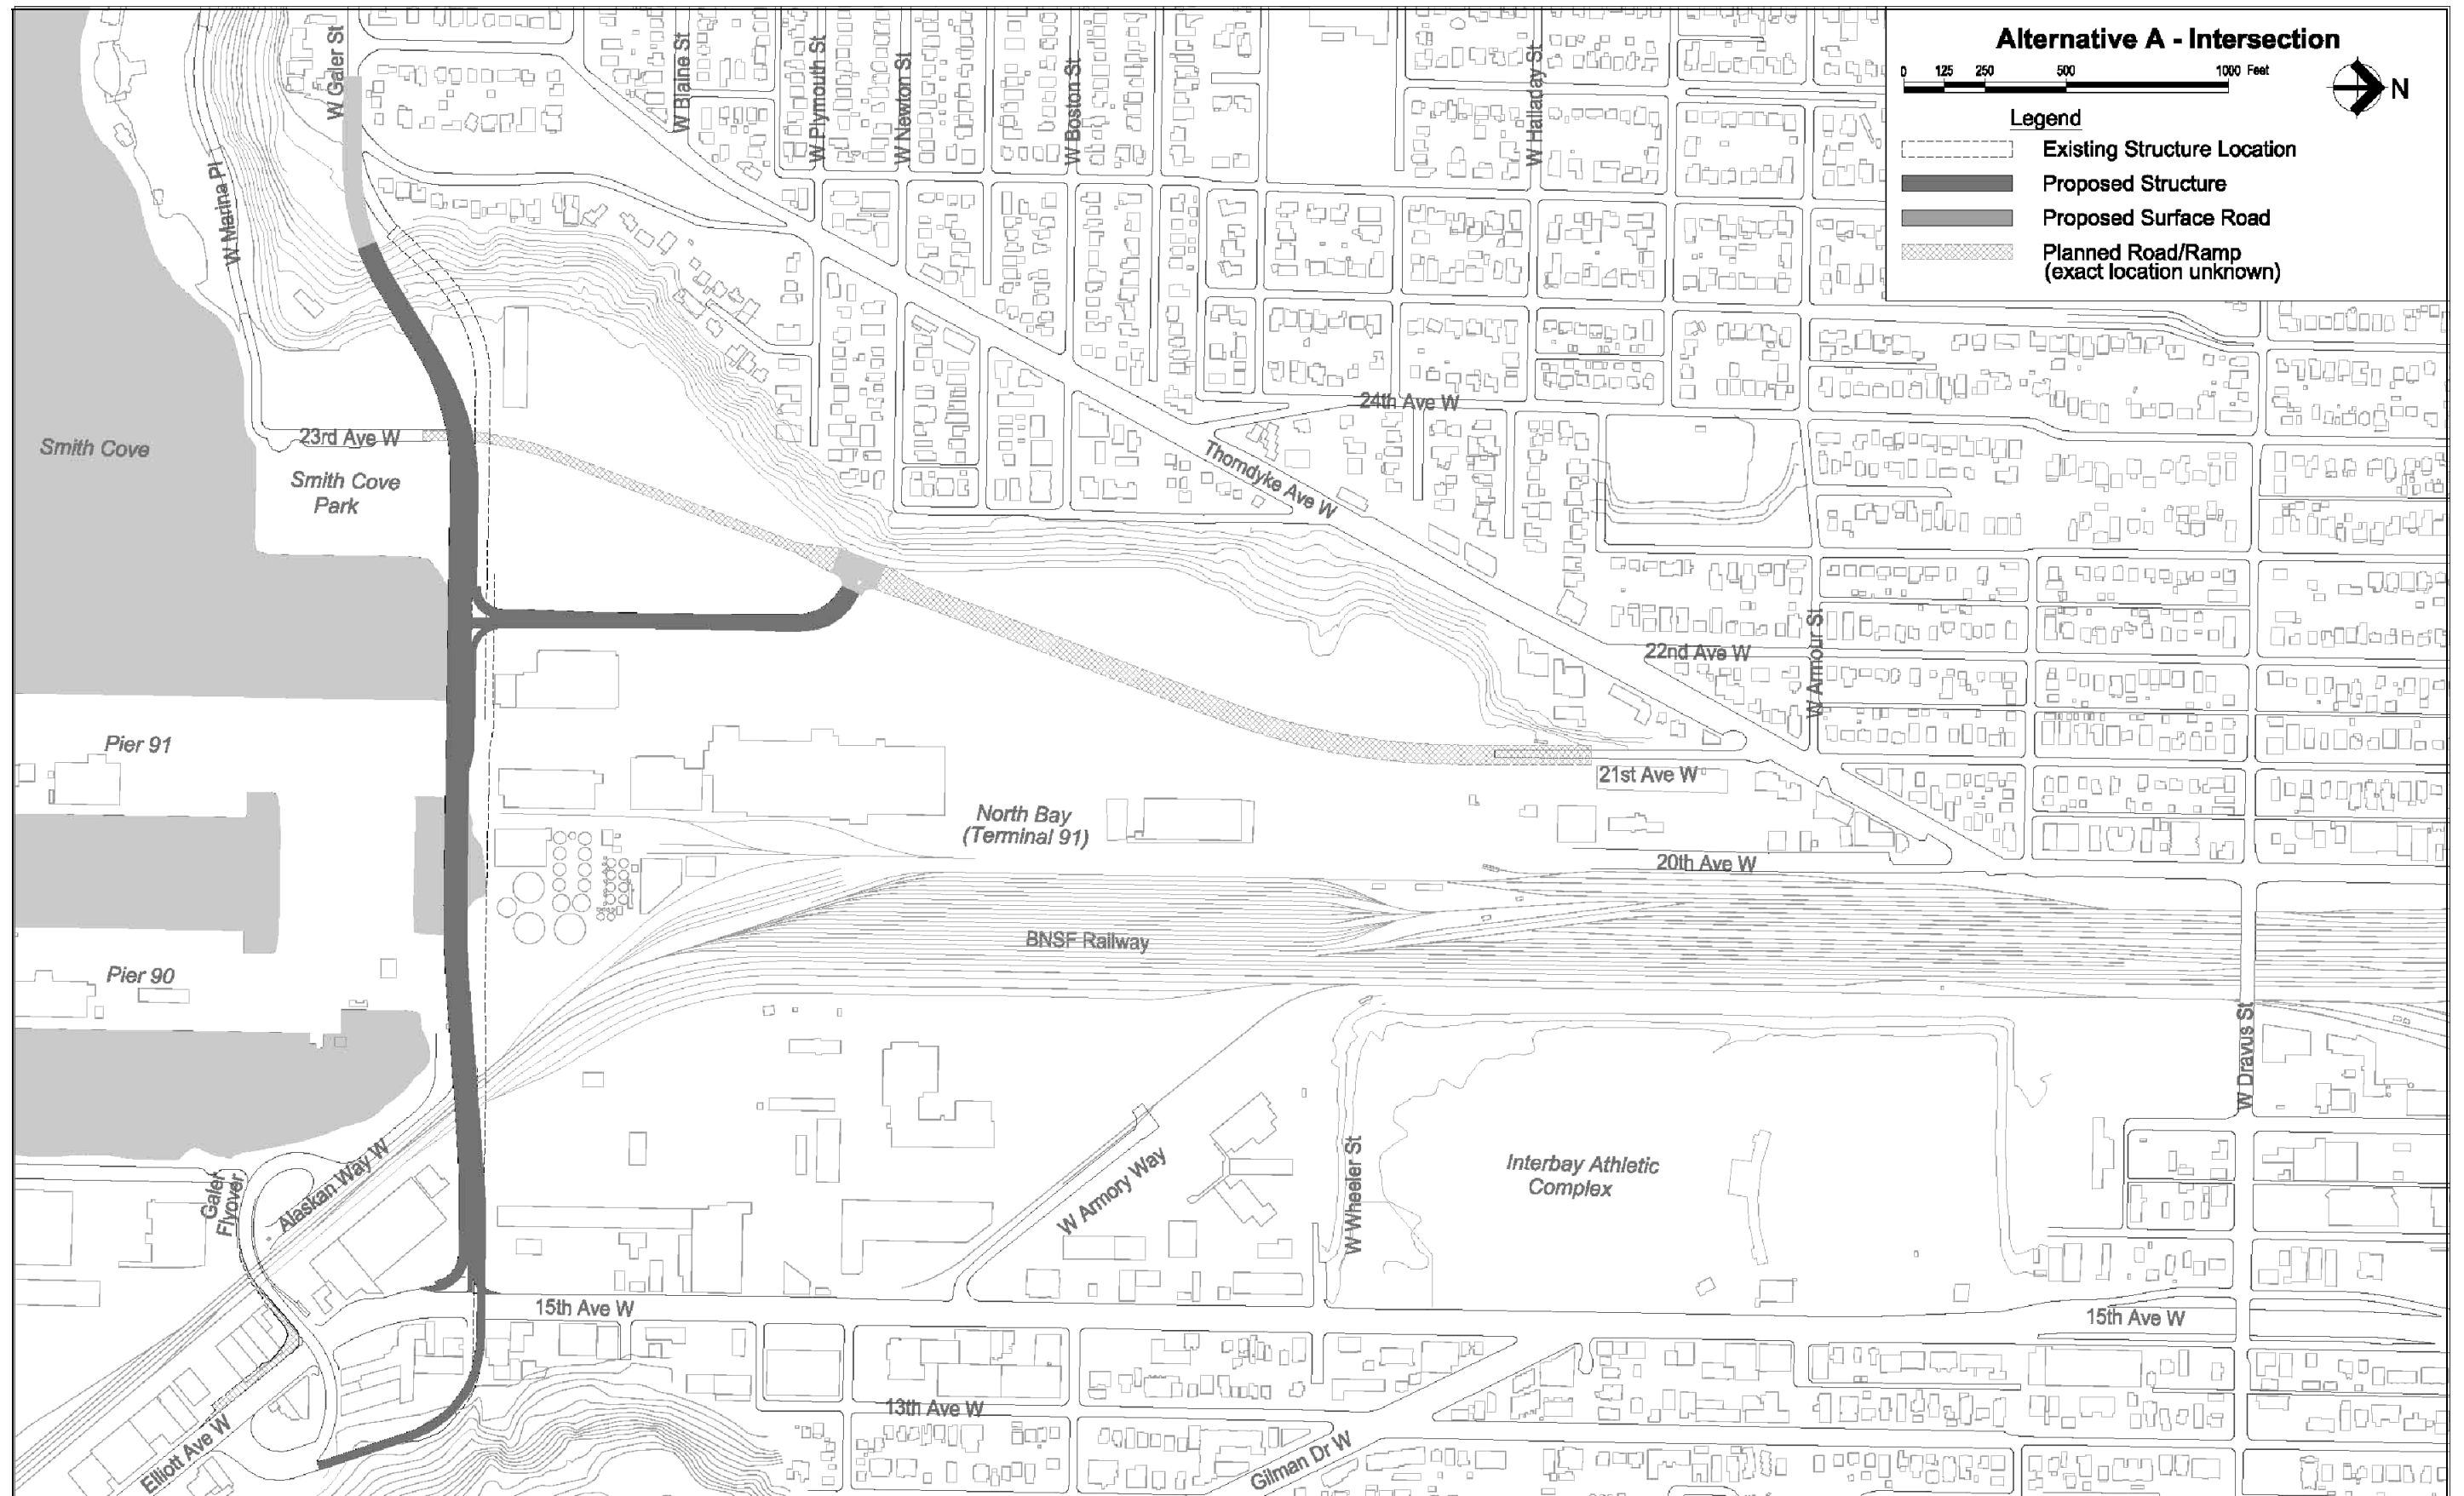 Alternative A - Intersection
0 125 250 500 1000 Feet
N
Legend
Existing Structure Location
Proposed Structure
Proposed Surface Road
Planned Road/Ramp
(exact location unknown)
W Galer St
W Blaine St
W Plymouth St
W Newton St
W Boston St
W Halladay St
W Marina Pl
24th Ave W
Smith Cove
23rd Ave W
Smith Cove
Park
Thorndyke Ave W
22nd Ave W
W Armour St
Pier 91
21st Ave W
North Bay
(Terminal 91)
20th Ave W
BNSF Railway
Pier 90
W Dravus St
Galer
Flyover
Alaskan Way W
W Armory Way
W Wheeler St
Interbay Athletic
Complex
15th Ave W
15th Ave W
13th Ave W
Elliott Ave W
Gilman Dr W